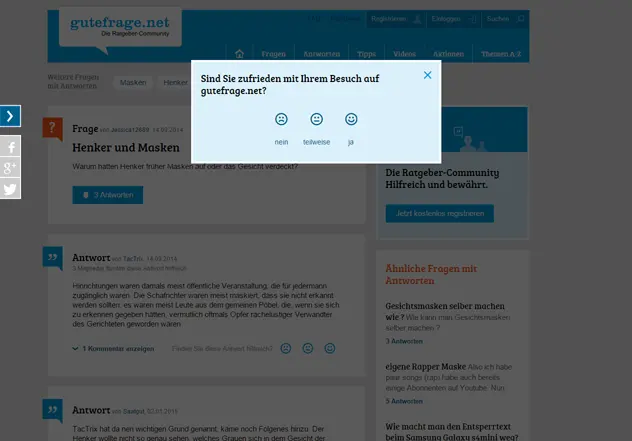 gutefrage.net
Die Ratgeber-Community
Registrieren
Einloggen
Suchen
Fragen
Antworten
Tipps
Videos
Aktionen
Themen A-Z
Weitere Fragen
mit Antworten
Masken
Henker
Sind Sie zufrieden mit Ihrem Besuch auf
gutefrage.net?
nein
teilweise
ja
Frage von
14.03.2014
Henker und Masken
Warum hatten Henker früher Masken auf oder das Gesicht verdeckt?
3 Antworten
Die Ratgeber-Community
Hilfreich und bewährt.
Jetzt kostenlos registrieren
Antwort von TacTrix, 14.03.2014
3 Mitglieder fanden diese Antwort hilfreich
Hinrichtungen waren damals meist öffentliche Veranstaltung, die für jedermann
zugänglich waren. Die Scharfrichter waren meist maskiert, dass sie nicht erkannt
werden sollten, es waren meist Leute aus dem gemeinen Pöbel, die, wenn sie sich
zu erkennen gegeben hätten, vermutlich oftmals Opfer rachelustiger Verwandter
des Gerichteten geworden wären
1 Kommentar anzeigen
Finden Sie diese Antwort hilfreich?
Ähnliche Fragen mit
Antworten
Gesichtsmasken selber machen
wie ? Wie kann man Gesichtsmasken
selber machen ?
3 Antworten
eigene Rapper Maske Also ich habe
paar songs (rap) habe auch bereits
einige Abonnenten auf Youtube. Nun
5 Antworten
Wie macht man den Entsperrtext
beim Samsung Galaxy s4mini weg?
Antwort von
TacTrix hat da nen wichtigen Grund genannt, käme noch Folgenes hinzu: Der
Henker wollte nicht so genau sehen, welches Grauen sich in dem Gesicht der